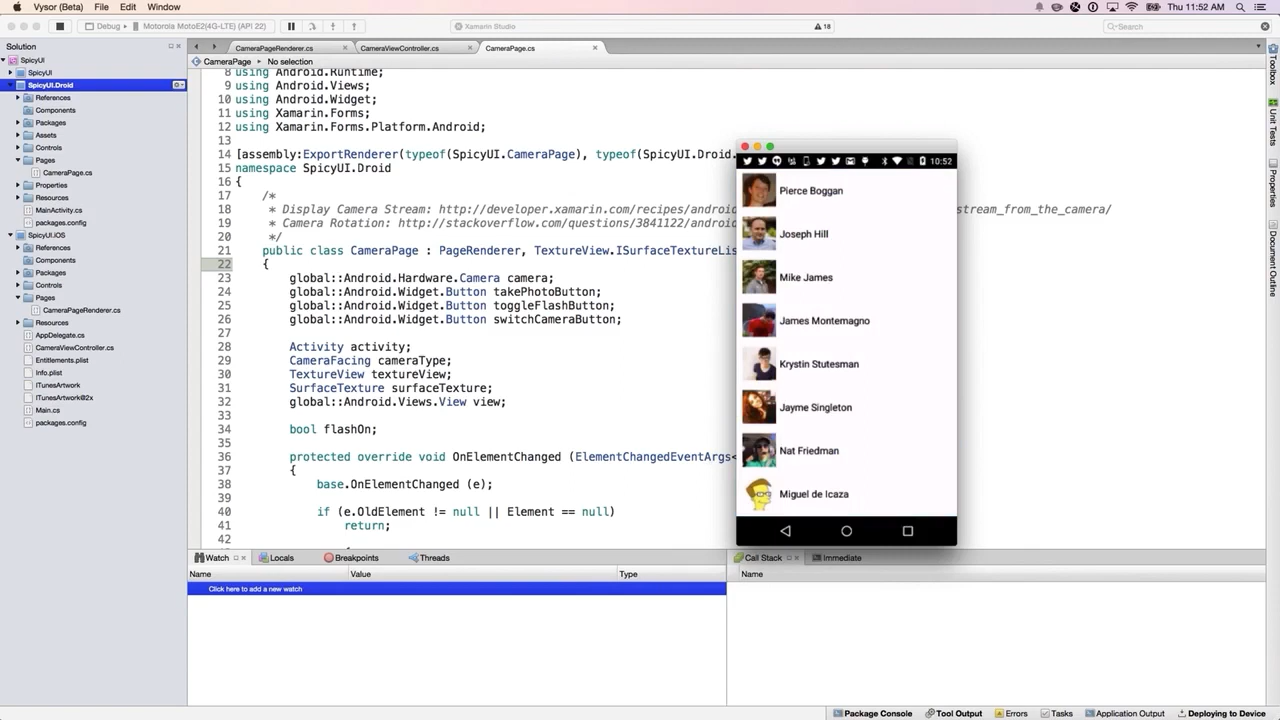 Vysor (Beta) File Edit Window
Thu 11:52 AM
Debug Motorola MotoE2(4G-LTE) (API 22)
Xamarin Studio
18
Search
Solution
CameraPageRenderer.cs CameraViewController.cs CameraPage.cs
CameraPage No selection
SpicyUI
SpicyUI
SpicyUI.Droid
References
Components
Packages
Assets
Controls
Pages
CameraPage.cs
Properties
Resources
MainActivity.cs
packages.config
SpicyUI.iOS
References
Components
Packages
Controls
Pages
CameraPageRenderer.cs
Resources
AppDelegate.cs
CameraViewController.cs
Entitlements.plist
Info.plist
iTunesArtwork
iTunesArtwork@2x
Main.cs
packages.config
8 using Android.Runtime;
9 using Android.Views;
10 using Android.Widget;
11 using Xamarin.Forms;
12 using Xamarin.Forms.Platform.Android;
13
14 [assembly:ExportRenderer(typeof(SpicyUI.CameraPage), typeof(SpicyUI.Droid.
15 namespace SpicyUI.Droid
16 {
17 /*
18 * Display Camera Stream: http://developer.xamarin.com/recipes/androi stream_from_the_camera/
19 * Camera Rotation: http://stackoverflow.com/questions/3841122/androi
20 */
21 public class CameraPage : PageRenderer, TextureView.ISurfaceTextureLis
22 {
23 global::Android.Hardware.Camera camera;
24 global::Android.Widget.Button takePhotoButton;
25 global::Android.Widget.Button toggleFlashButton;
26 global::Android.Widget.Button switchCameraButton;
27
28 Activity activity;
29 CameraFacing cameraType;
30 TextureView textureView;
31 SurfaceTexture surfaceTexture;
32 global::Android.Views.View view;
33
34 bool flashOn;
35
36 protected override void OnElementChanged (ElementChangedEventArgs<
37 {
38 base.OnElementChanged (e);
39
40 if (e.OldElement != null || Element == null)
41 return;
42
10:52
Pierce Boggan
Joseph Hill
Mike James
James Montemagno
Krystin Stutesman
Jayme Singleton
Nat Friedman
Miguel de Icaza
Toolbox
Unit Tests
Properties
Document Outline
Watch Locals Breakpoints Threads
Name Value Type
Click here to add a new watch
Call Stack Immediate
Name
Package Console Tool Output Errors Tasks Application Output Deploying to Device